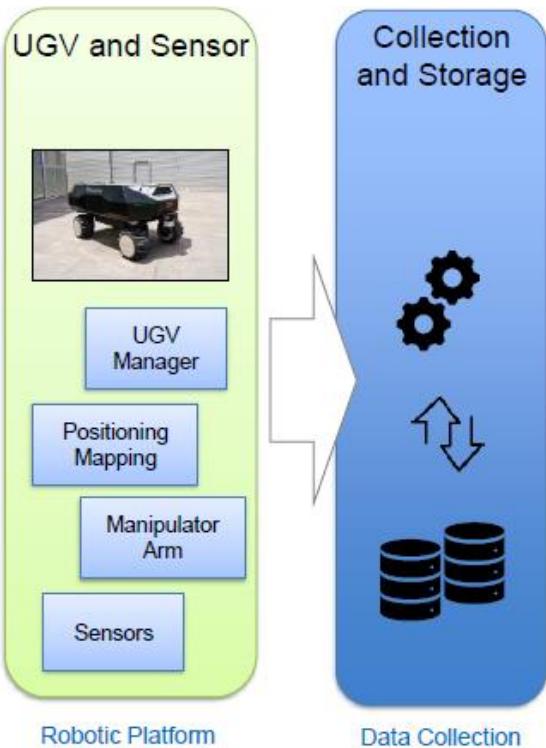 UGV and Sensor
UGV
Manager
Positioning
Mapping
Manipulator
Arm
Sensors
Robotic Platform
Collection
and Storage
Data Collection